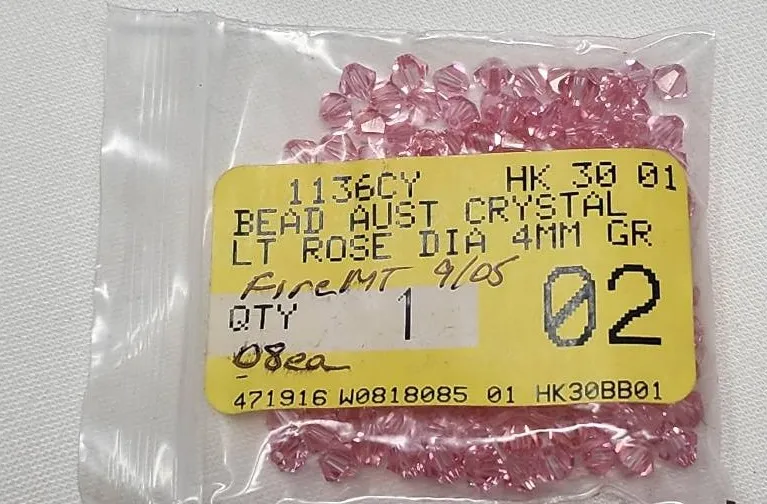 1136CY HK 30 01
BEAD AUST CRYSTAL
LT ROSE DIA 4MM GR
FireMT 9/05
QTY 1 02
08ea
471916 W0818085 01 HK30BB01